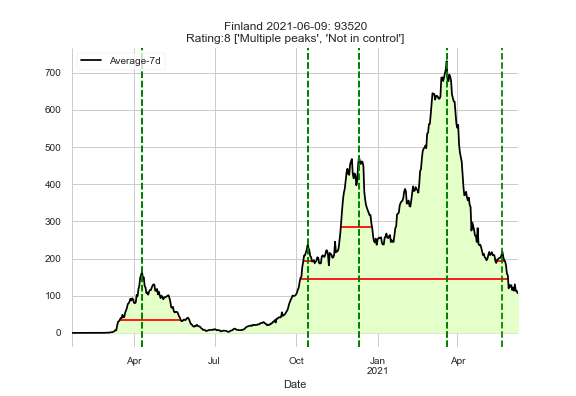 Finland 2021-06-09: 93520
Rating:8 ['Multiple peaks', 'Not in control']
Average-7d
700
600
500
400
300
200
100
0
Apr Jul Oct Jan Apr
2021
Date